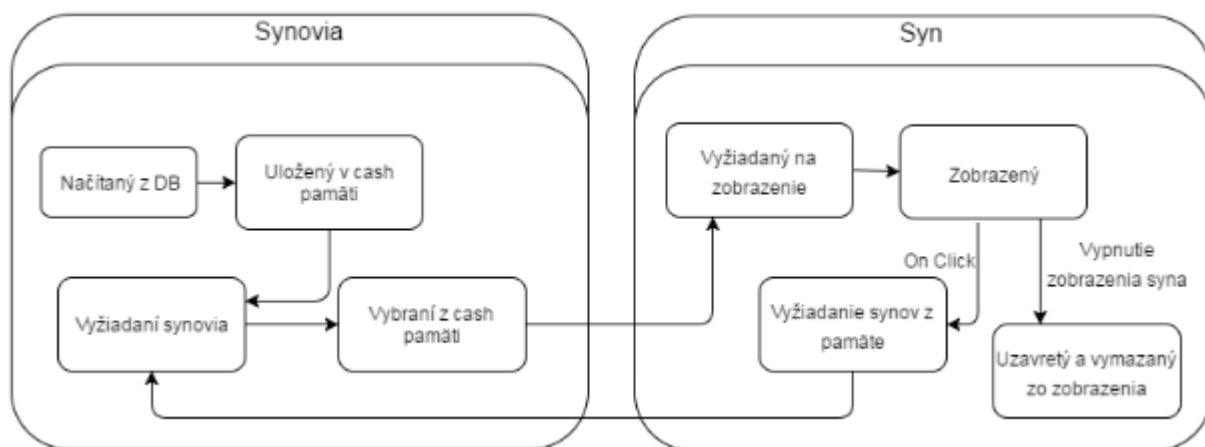 Synovia
Načítaný z DB
Uložený v cash
pamäti
Vyžiadaní synovia
Vybraní z cash
pamäti
Syn
Vyžiadaný na
zobrazenie
Zobrazený
On Click
Vypnutie
zobrazenia syna
Vyžiadanie synov z
pamäte
Uzavretý a vymazaný
zo zobrazenia